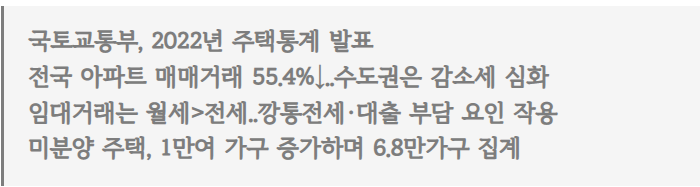 국토교통부, 2022년 주택통계 발표
전국 아파트 매매거래 55.4%↓..수도권은 감소세 심화
임대거래는 월세>전세..깡통전세·대출 부담 요인 작용
미분양 주택, 1만여 가구 증가하며 6.8만가구 집계